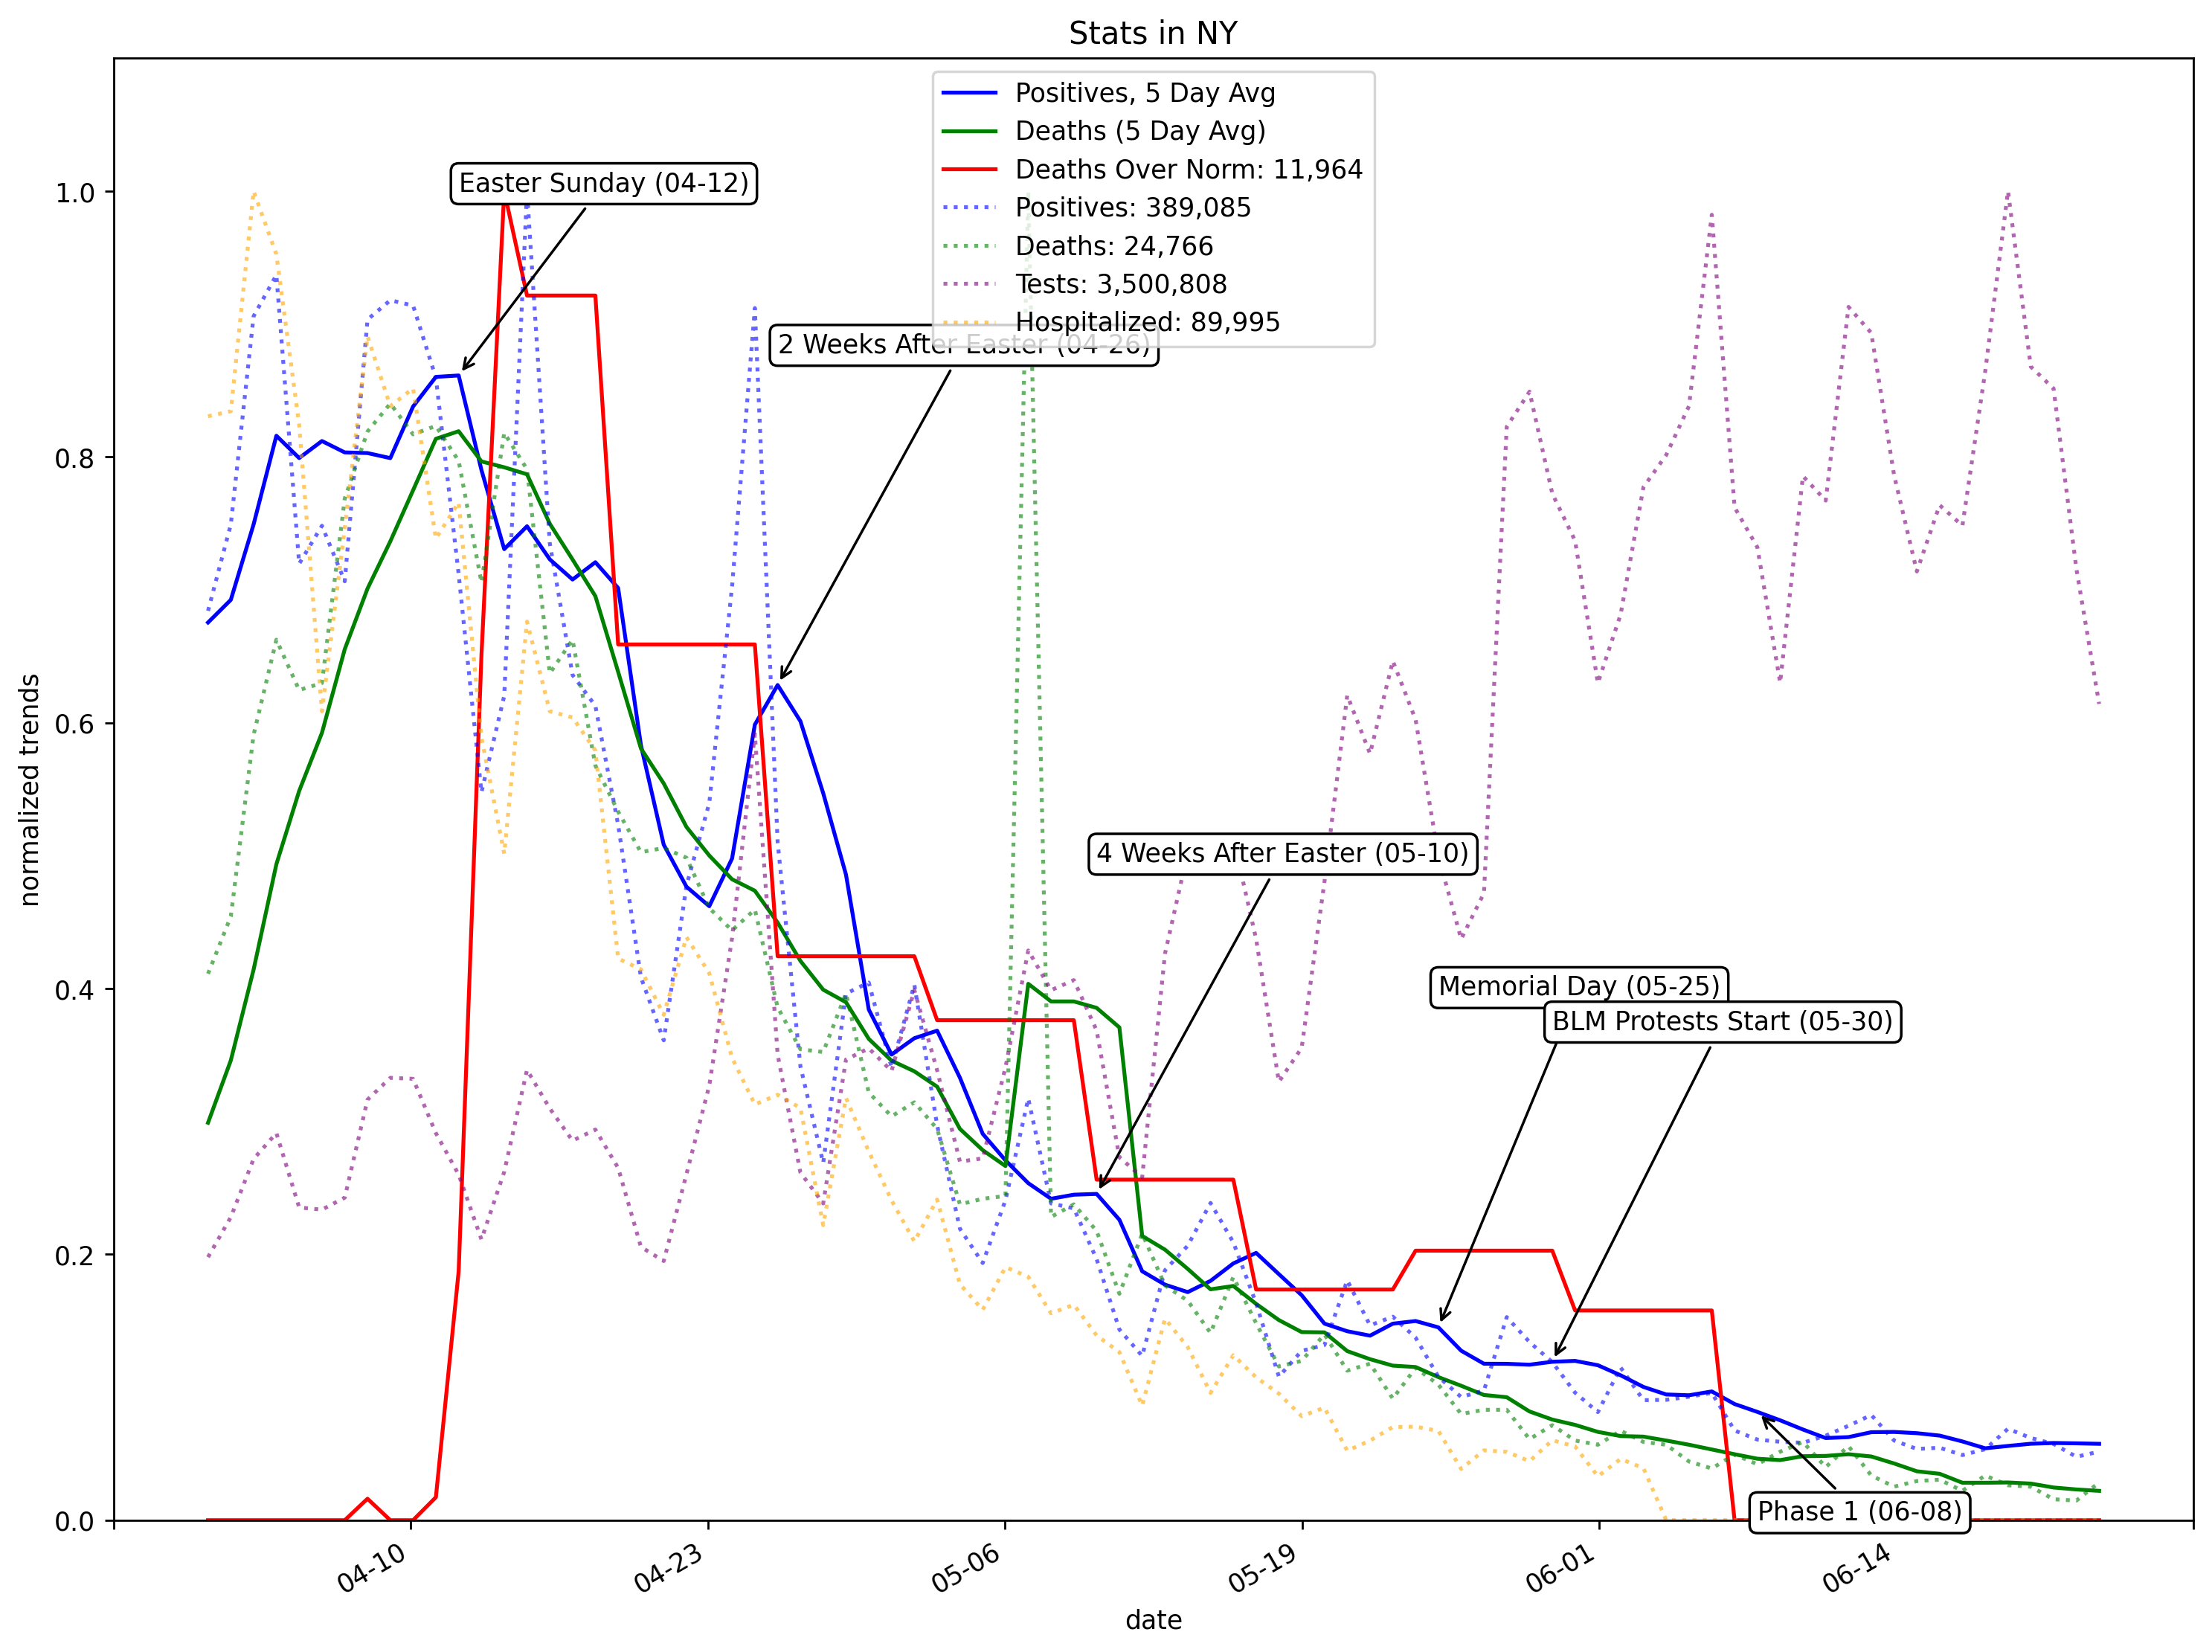 Stats in NY
Positives, 5 Day Avg
Deaths (5 Day Avg)
Deaths Over Norm: 11,964
Positives: 389,085
Deaths: 24,766
Tests: 3,500,808
Hospitalized: 89,995
Easter Sunday (04-12)
2 Weeks After Easter (04-26)
4 Weeks After Easter (05-10)
Memorial Day (05-25)
BLM Protests Start (05-30)
Phase 1 (06-08)
normalized trends
1.0
0.8
0.6
0.4
0.2
0.0
04-10
04-23
05-06
05-19
06-01
06-14
date